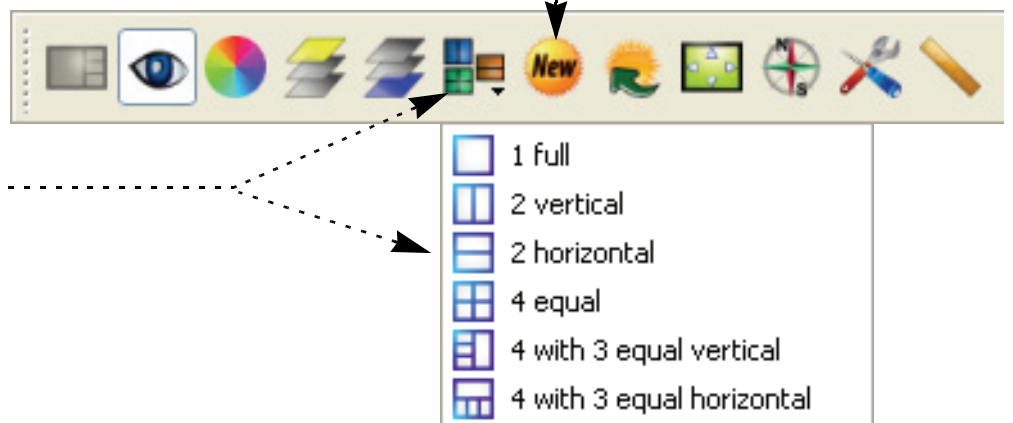 New
N
S
1 full
2 vertical
2 horizontal
4 equal
4 with 3 equal vertical
4 with 3 equal horizontal